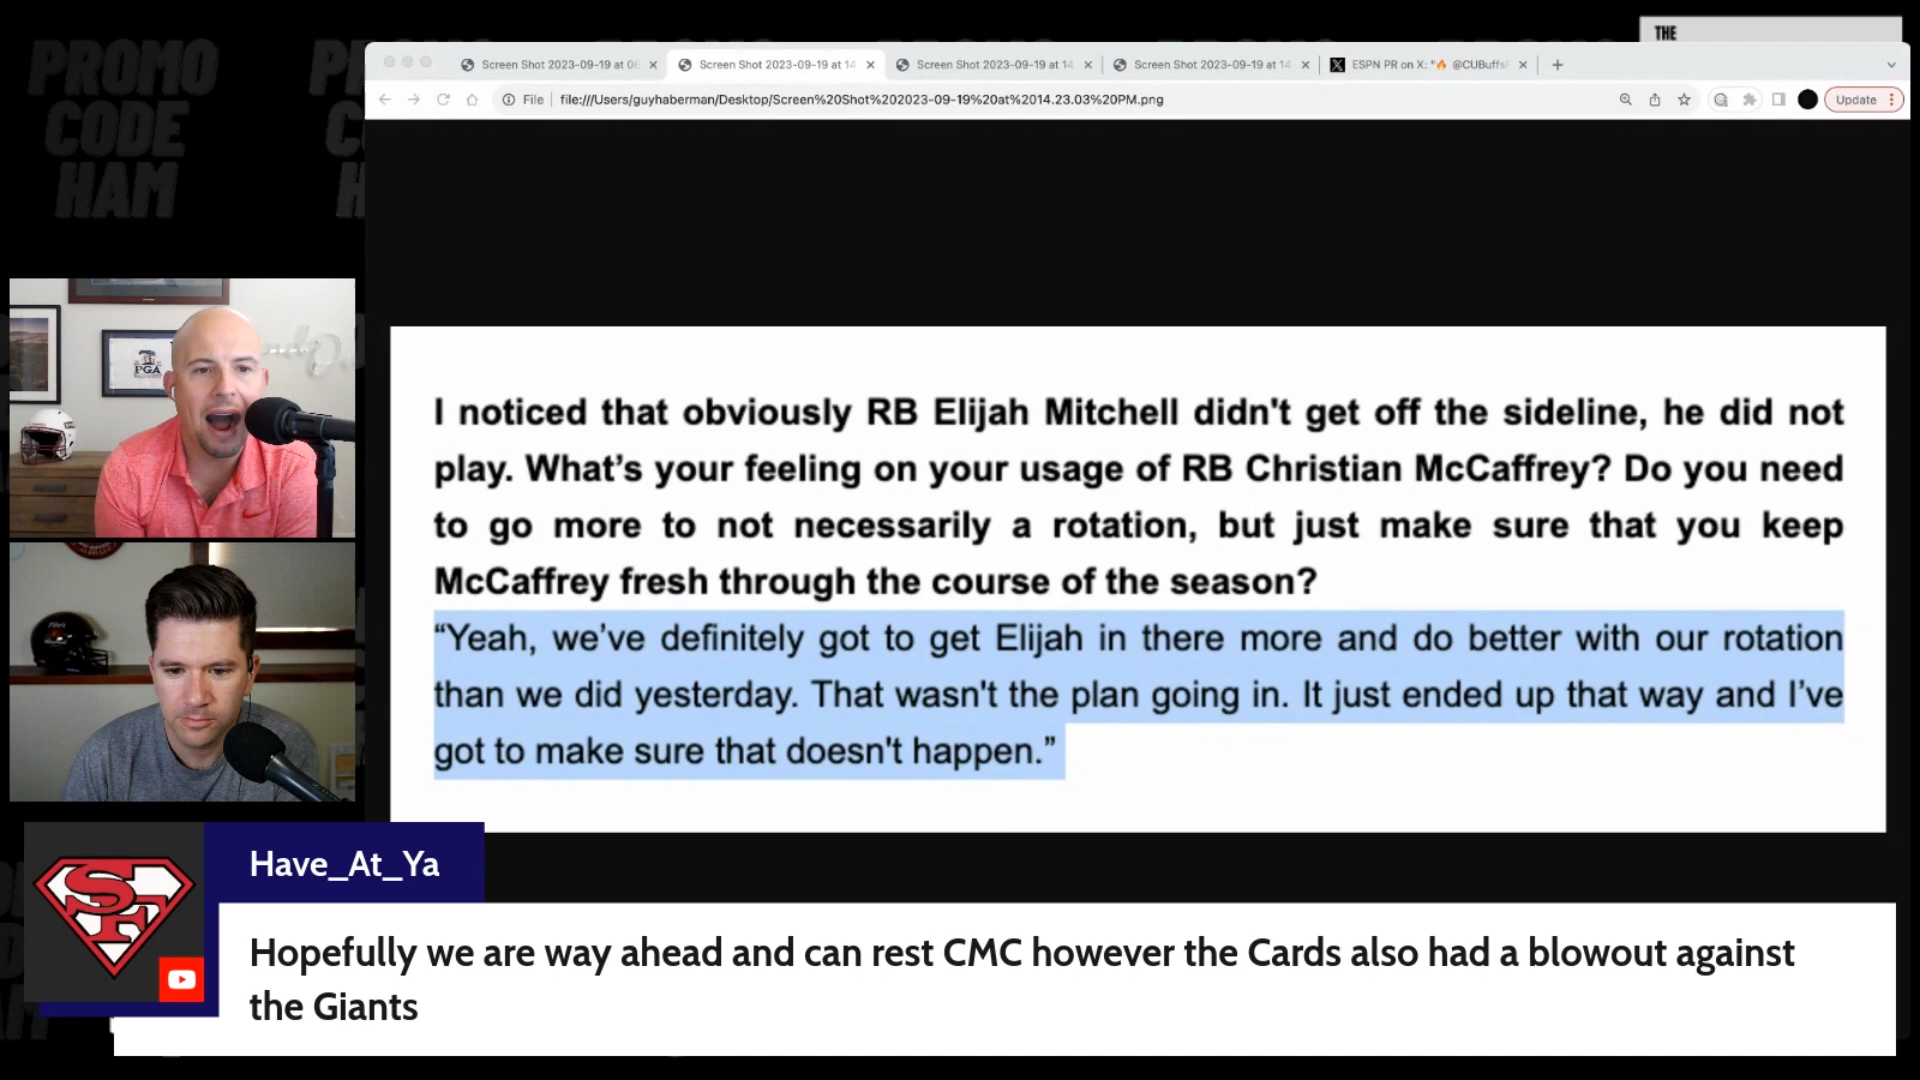 PROMO
CODE
HAM
THE
Screen Shot 2023-09-19 at 0
Screen Shot 2023-09-19 at 14
Screen Shot 2023-09-19 at 14
Screen Shot 2023-09-19 at 14
ESPN PR on X: "🔥 @CUBuffs
File
file:///Users/guyhaberman/Desktop/Screen%20Shot%202023-09-19%20at%2014.23.03%20PM.png
Update
PGA
I noticed that obviously RB Elijah Mitchell didn't get off the sideline, he did not
play. What’s your feeling on your usage of RB Christian McCaffrey? Do you need
to go more to not necessarily a rotation, but just make sure that you keep
McCaffrey fresh through the course of the season?
“Yeah, we’ve definitely got to get Elijah in there more and do better with our rotation
than we did yesterday. That wasn't the plan going in. It just ended up that way and I’ve
got to make sure that doesn't happen.”
SF
Have_At_Ya
Hopefully we are way ahead and can rest CMC however the Cards also had a blowout against
the Giants